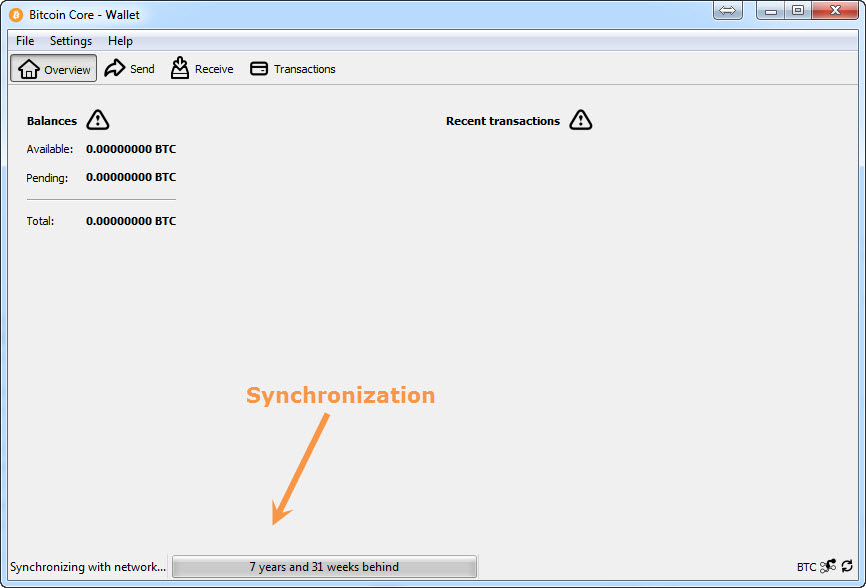 Bitcoin Core - Wallet
File Settings Help
Overview Send Receive Transactions
Balances Recent transactions
Available: 0.00000000 BTC
Pending: 0.00000000 BTC
Total: 0.00000000 BTC
Synchronization
Synchronizing with network... 7 years and 31 weeks behind BTC